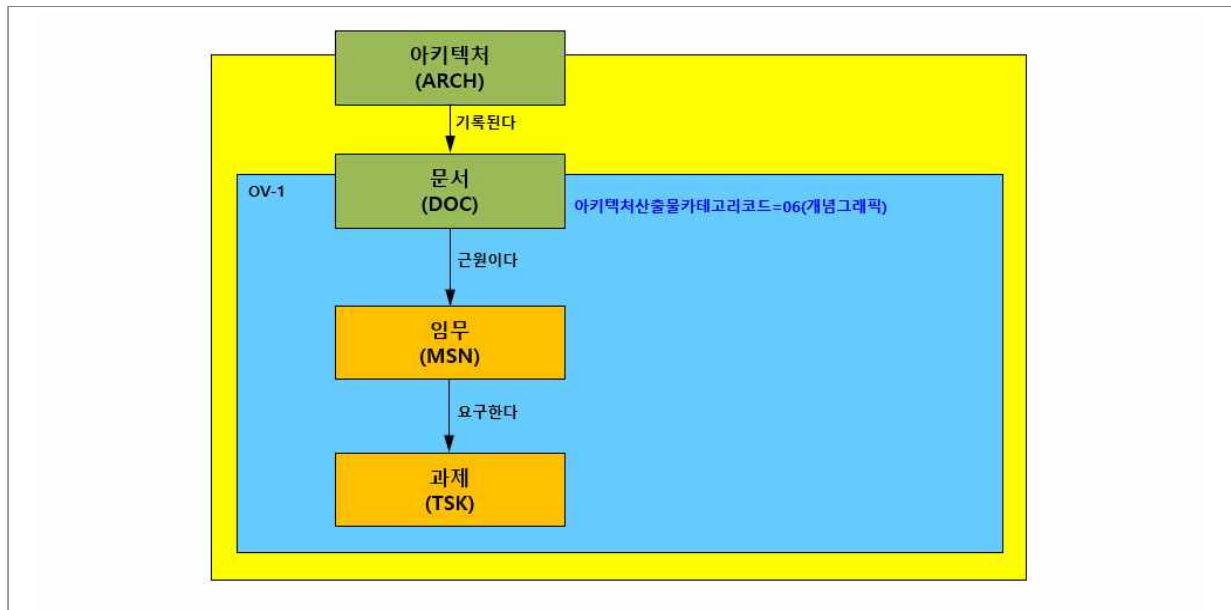 아키텍처
(ARCH)
기록된다
OV-1
문서
(DOC)
아키텍처산출물카테고리코드=06(개념그래픽)
근원이다
임무
(MSN)
요구한다
과제
(TSK)